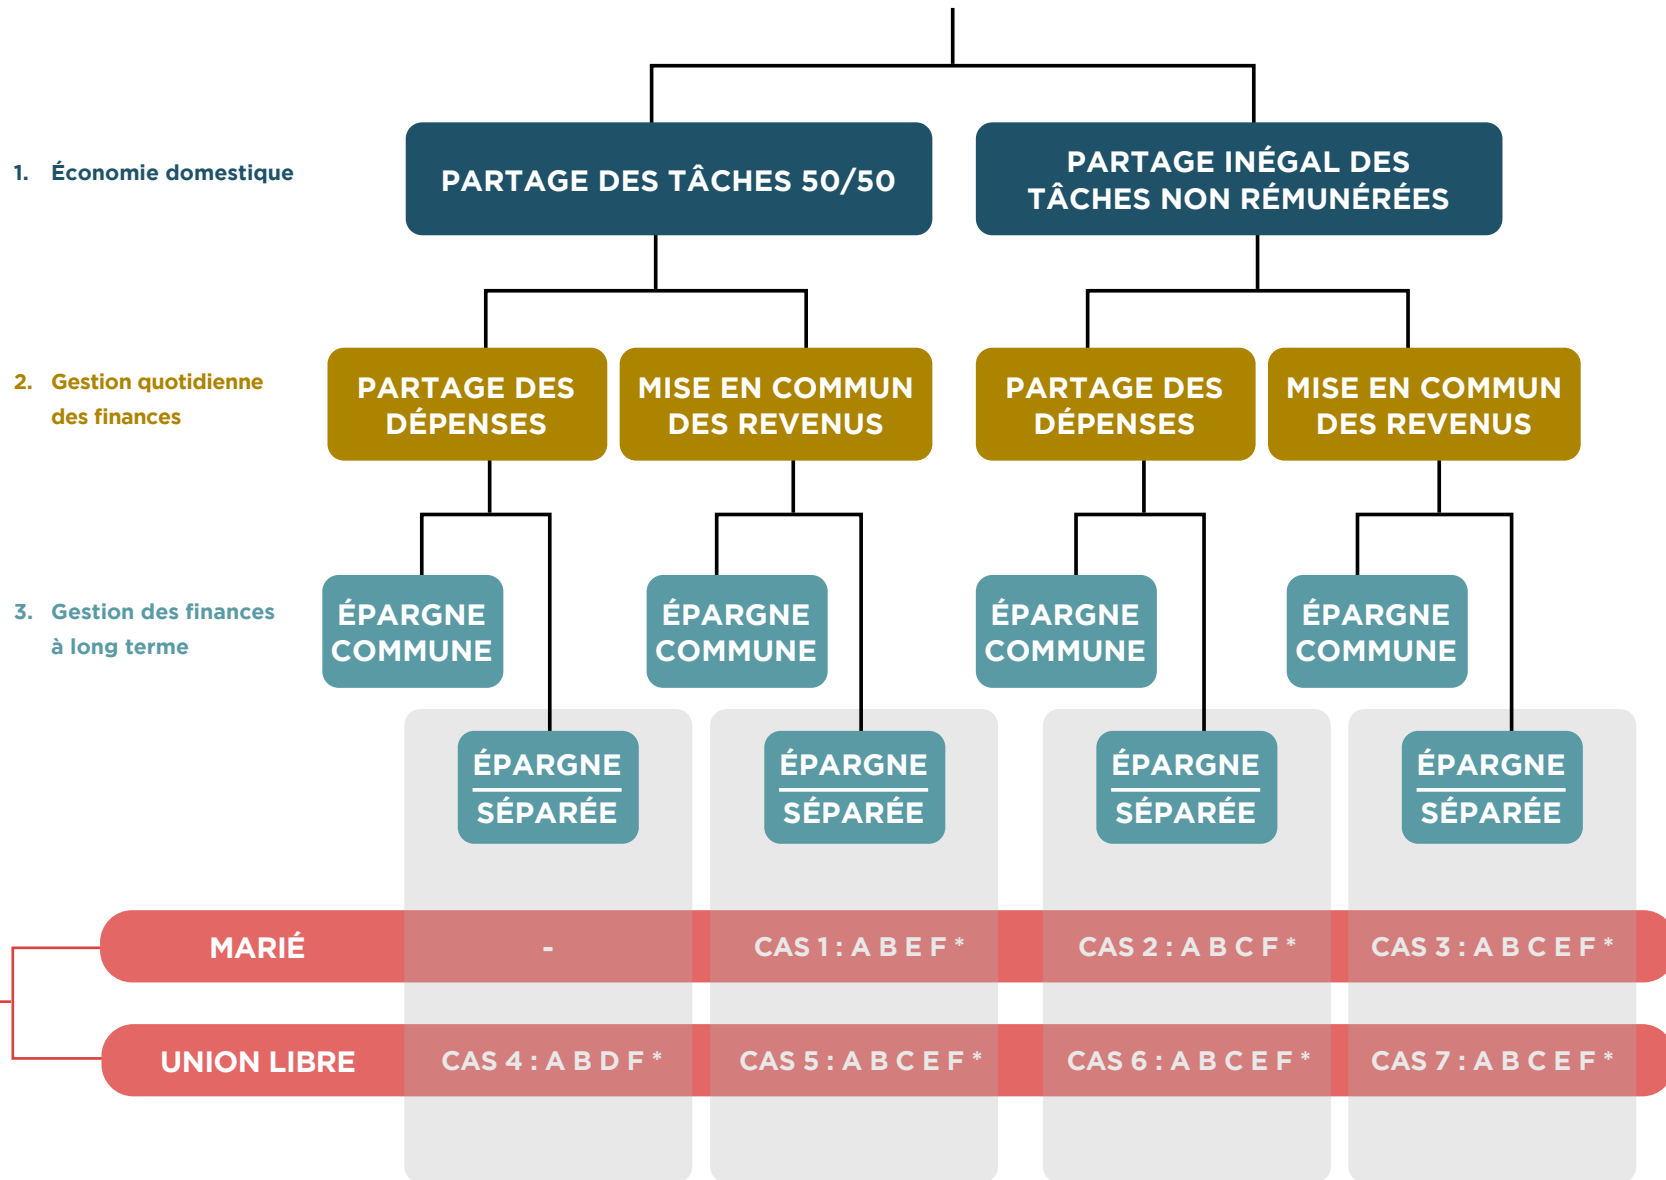 1. Économie domestique
PARTAGE DES TÂCHES 50/50
PARTAGE INÉGAL DES
TÂCHES NON RÉMUNÉRÉES
2. Gestion quotidienne
des finances
PARTAGE DES
DÉPENSES
MISE EN COMMUN
DES REVENUS
PARTAGE DES
DÉPENSES
MISE EN COMMUN
DES REVENUS
3. Gestion des finances
à long terme
ÉPARGNE
COMMUNE
ÉPARGNE
COMMUNE
ÉPARGNE
COMMUNE
ÉPARGNE
COMMUNE
ÉPARGNE
SÉPARÉE
ÉPARGNE
SÉPARÉE
ÉPARGNE
SÉPARÉE
ÉPARGNE
SÉPARÉE
MARIÉ
-
CAS 1 : A B E F *
CAS 2 : A B C F *
CAS 3 : A B C E F *
UNION LIBRE
CAS 4 : A B D F *
CAS 5 : A B C E F *
CAS 6 : A B C E F *
CAS 7 : A B C E F *